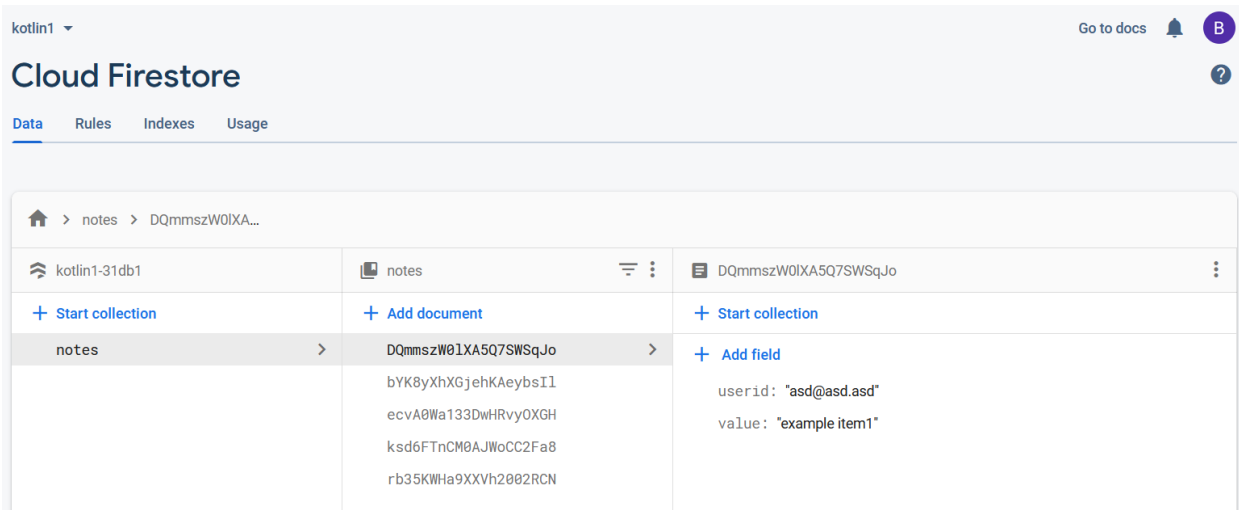 kotlin1
Go to docs
B
Cloud Firestore
?
Data Rules Indexes Usage
> notes > DQmmszW0lXA...
kotlin1-31db1
notes
DQmmszW0lXA5Q7SWSqJo
+ Start collection
+ Add document
+ Start collection
notes
DQmmszW0lXA5Q7SWSqJo
+ Add field
bYK8yXhXGjehKAeybsIl
userid: "asd@asd.asd"
ecvA0Wa133DwHRvyOXGH
value: "example item1"
ksd6FTnCM0AJWoCC2Fa8
rb35KWHa9XXVh2002RCN